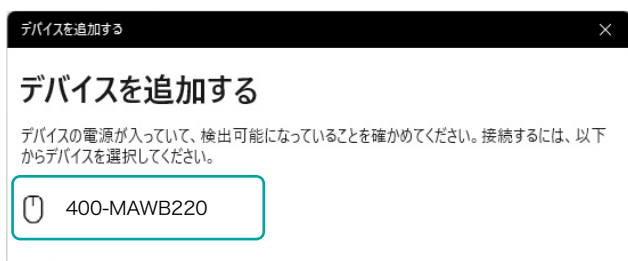 デバイスを追加する
デバイスを追加する
デバイスの電源が入っていて、検出可能になっていることを確かめてください。接続するには、以下
からデバイスを選択してください。
400-MAWB220